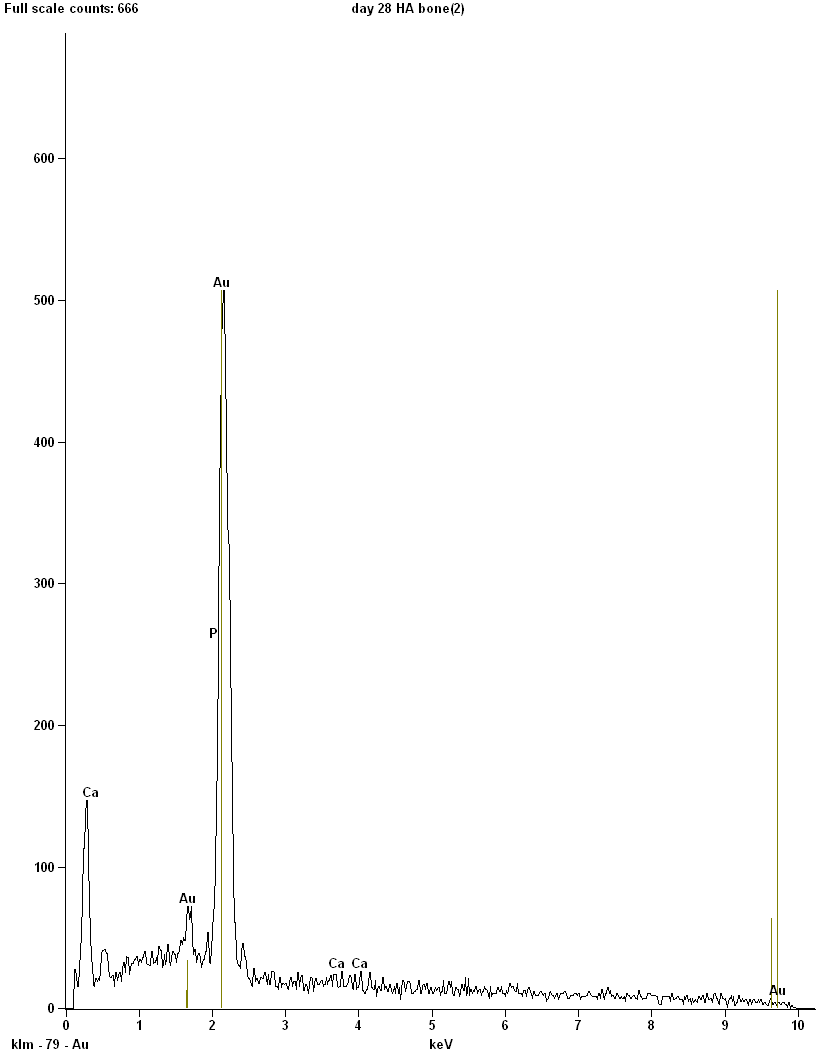 Full scale counts: 666
day 28 HA bone(2)
600
Au
500
400
300
P
200
Ca
100
Au
Ca Ca
Au
0
0 1 2 3 4 5 6 7 8 9 10
klm - 79 - Au
keV